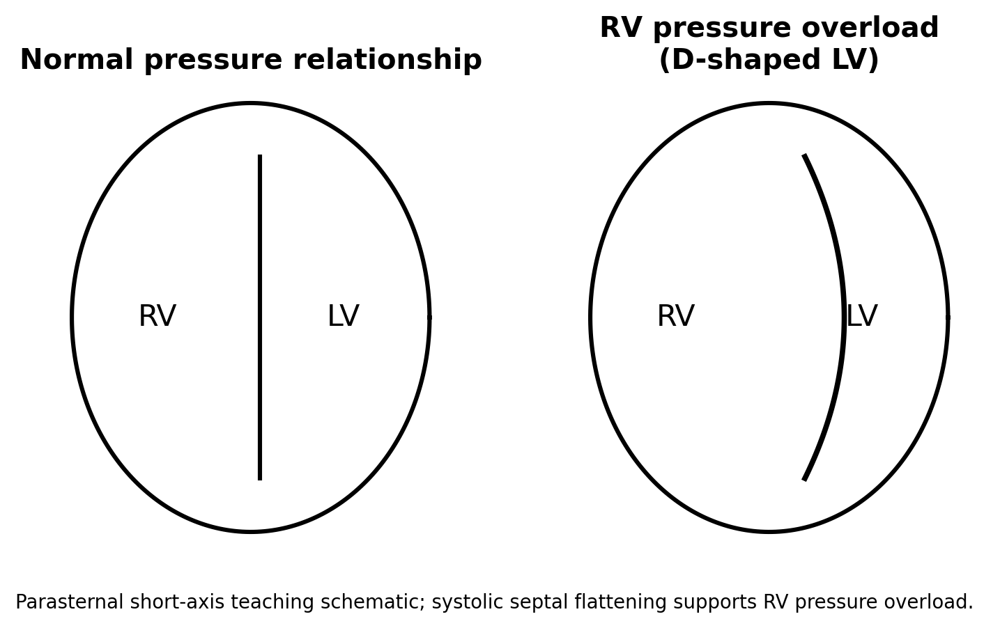 Normal pressure relationship
RV pressure overload
(D-shaped LV)
RV
LV
RV
LV
Parasternal short-axis teaching schematic; systolic septal flattening supports RV pressure overload.